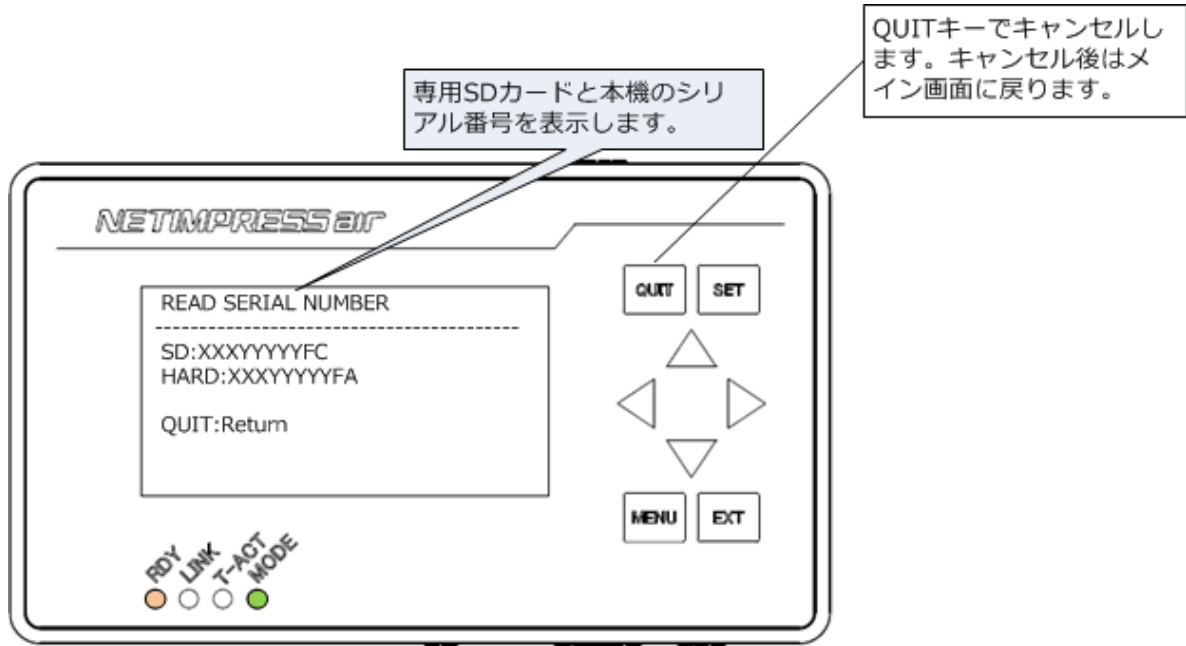 QUITキーでキャンセルし
ます。キャンセル後はメ
イン画面に戻ります。
専用SDカードと本機のシリ
アル番号を表示します。
NETIMPRESS air
READ SERIAL NUMBER
----------------------------------------
SD:XXXYYYYYFC
HARD:XXXYYYYYFA
QUIT:Return
QUIT SET
MENU EXT
RDY LINK T-ACT MODE